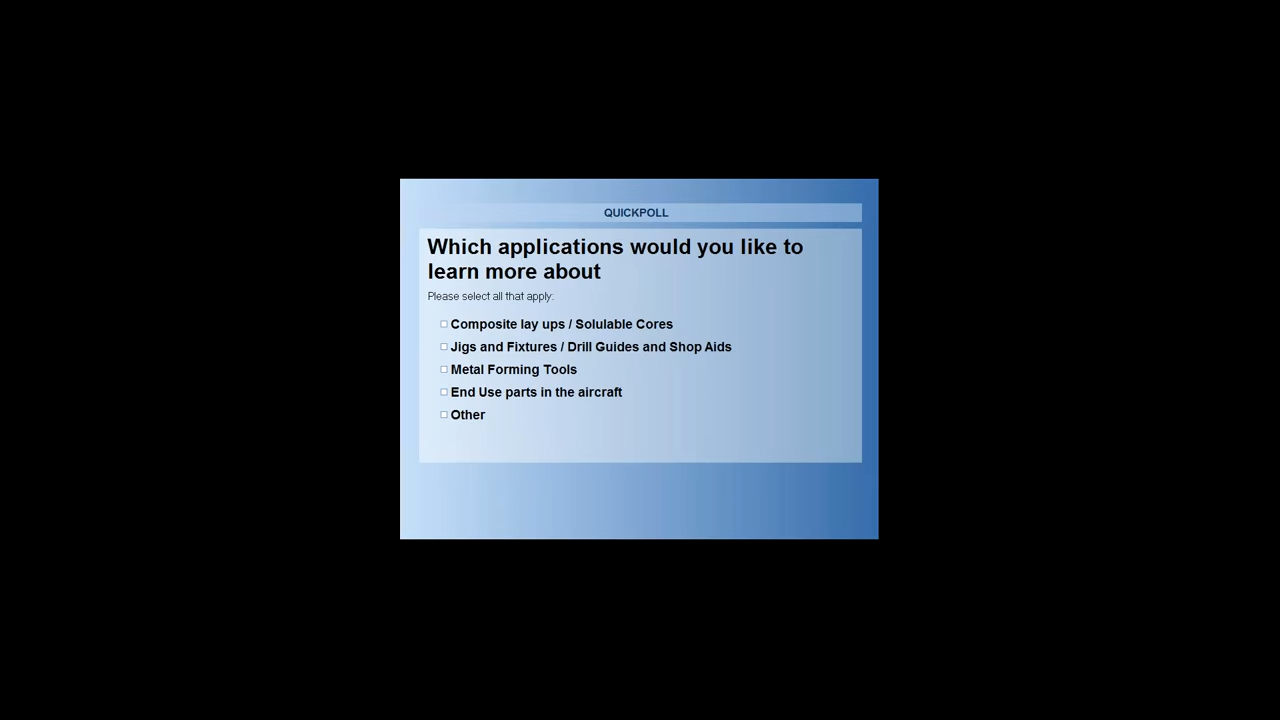 QUICKPOLL
Which applications would you like to
learn more about
Please select all that apply:
Composite lay ups / Solulable Cores
Jigs and Fixtures / Drill Guides and Shop Aids
Metal Forming Tools
End Use parts in the aircraft
Other